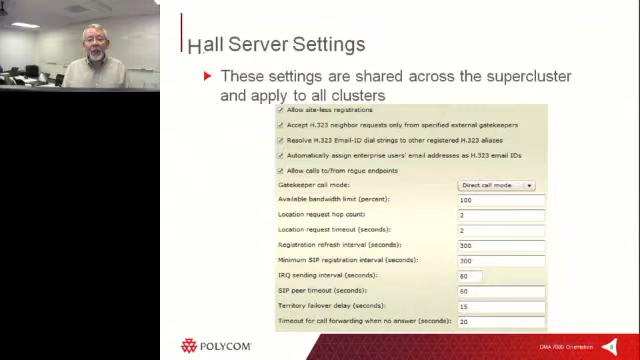 Hall Server Settings
These settings are shared across the supercluster
and apply to all clusters
Allow site-less registrations
Accept H.323 neighbor requests only from specified external gatekeepers
Resolve H.323 Email-ID dial strings to other registered H.323 aliases
Automatically assign enterprise users' email addresses as H.323 email IDs
Allow calls to/from rogue endpoints
Gatekeeper call mode: Direct call mode
Available bandwidth limit (percent): 100
Location request hop count: 2
Location request timeout (seconds): 2
Registration refresh interval (seconds): 300
Minimum SIP registration interval (seconds): 300
IRQ sending interval (seconds): 60
SIP peer timeout (seconds): 60
Territory failover delay (seconds): 15
Timeout for call forwarding when no answer (seconds): 20
POLYCOM
DMA 7000 Orientation